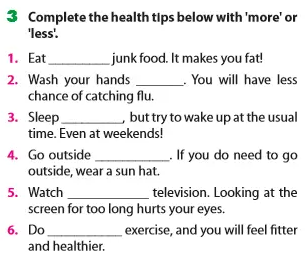 3 Complete the health tips below with 'more' or
'less'.
1. Eat __________ junk food. It makes you fat!
2. Wash your hands ________. You will have less
chance of catching flu.
3. Sleep __________, but try to wake up at the usual
time. Even at weekends!
4. Go outside ____________. If you do need to go
outside, wear a sun hat.
5. Watch _____________ television. Looking at the
screen for too long hurts your eyes.
6. Do ____________ exercise, and you will feel fitter
and healthier.